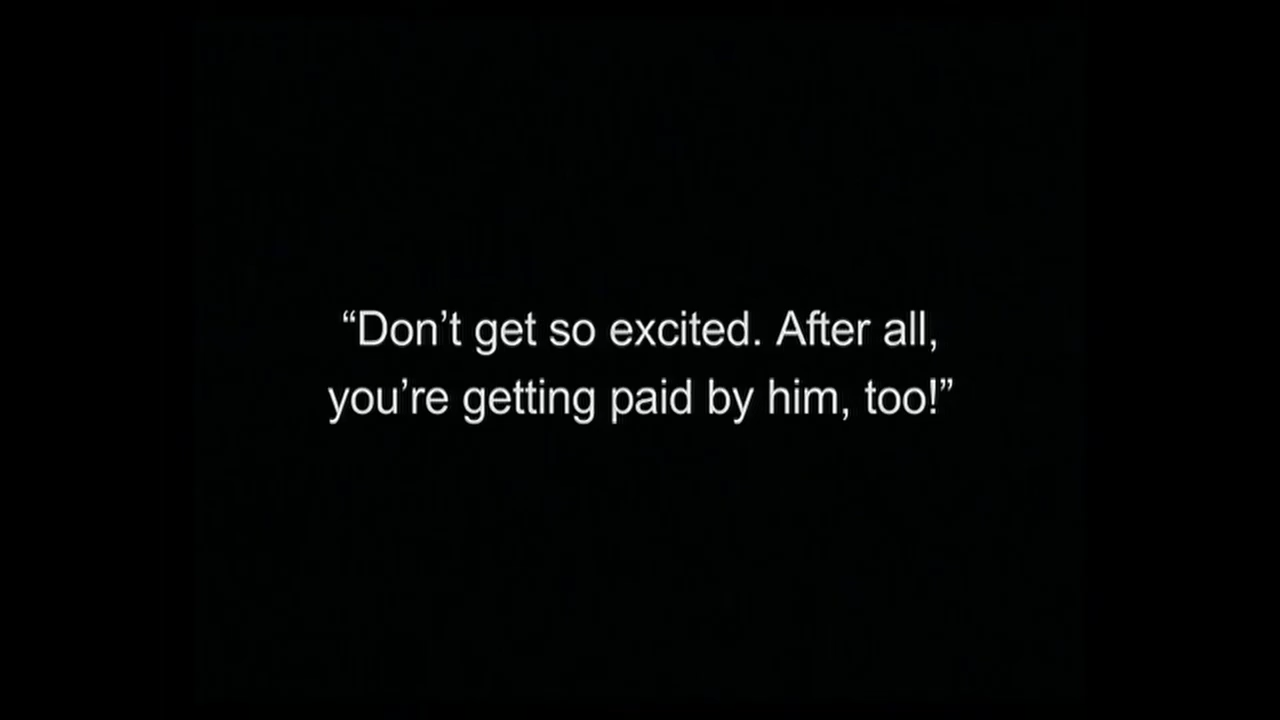 “Don’t get so excited. After all,
you’re getting paid by him, too!”